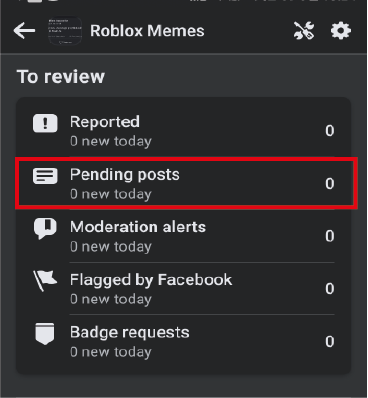 Roblox Memes
To review
Reported
0 new today
0
Pending posts
0 new today
0
Moderation alerts
0 new today
0
Flagged by Facebook
0 new today
0
Badge requests
0 new today
0